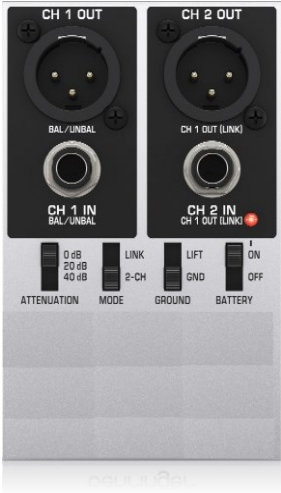 CH 1 OUT
CH 2 OUT
BAL/UNBAL
CH 1 OUT (LINK)
CH 1 IN
BAL/UNBAL
CH 2 IN
CH 1 OUT (LINK)
0 dB
20 dB
40 dB
LINK
2-CH
LIFT
GND
ON
OFF
ATTENUATION
MODE
GROUND
BATTERY